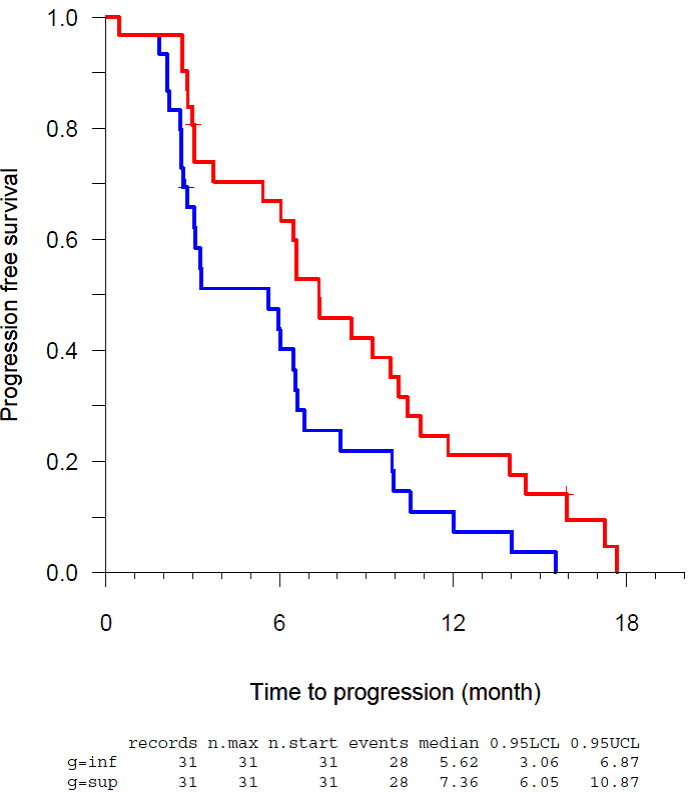 1.0
0.8
0.6
0.4
0.2
0.0
Progression free survival
0 6 12 18
Time to progression (month)
records n.max n.start events median 0.95LCL 0.95UCL
g=inf 31 31 31 28 5.62 3.06 6.87
g=sup 31 31 31 28 7.36 6.05 10.87